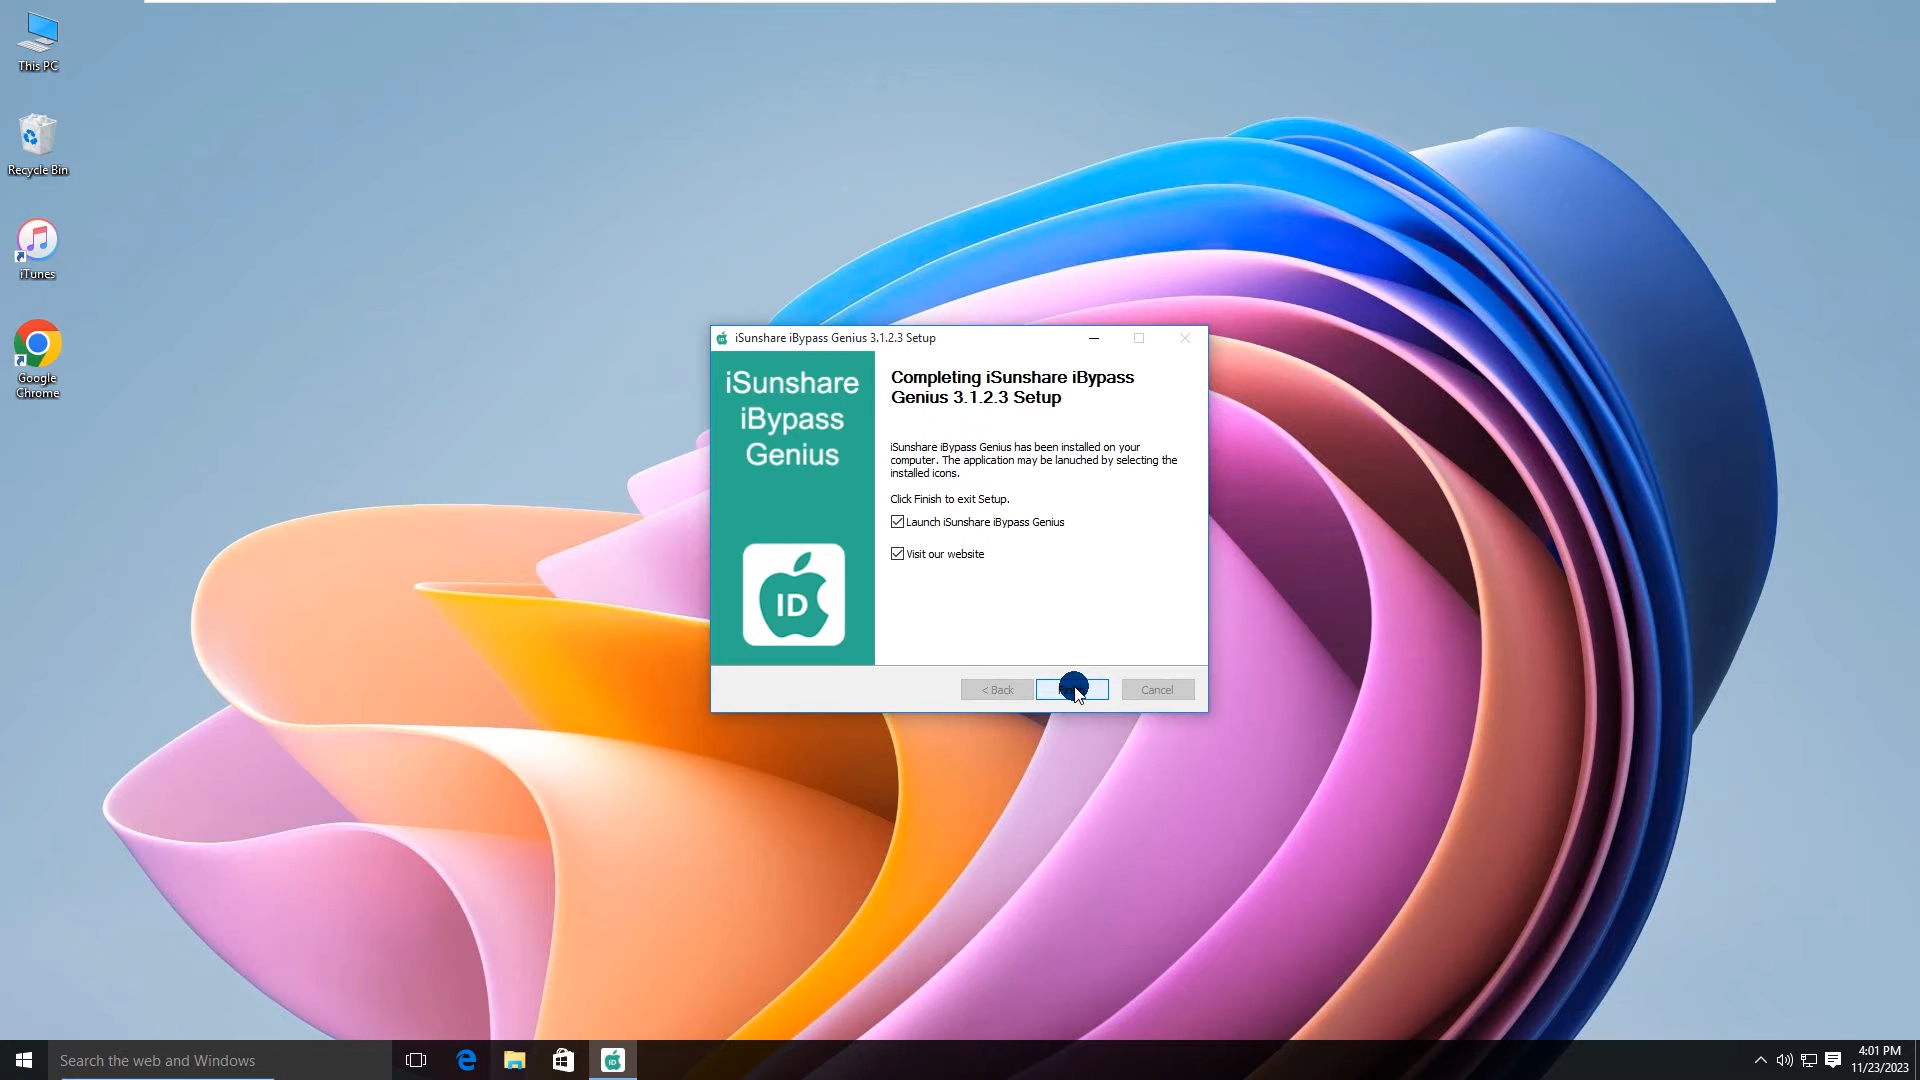 This PC
Recycle Bin
iTunes
Google
Chrome
iSunshare iBypass Genius 3.1.2.3 Setup
iSunshare
iBypass
Genius
ID
Completing iSunshare iBypass
Genius 3.1.2.3 Setup
iSunshare iBypass Genius has been installed on your
computer. The application may be lanuched by selecting the
installed icons.
Click Finish to exit Setup.
Launch iSunshare iBypass Genius
Visit our website
< Back
Cancel
Search the web and Windows
ID
4:01 PM
11/23/2023